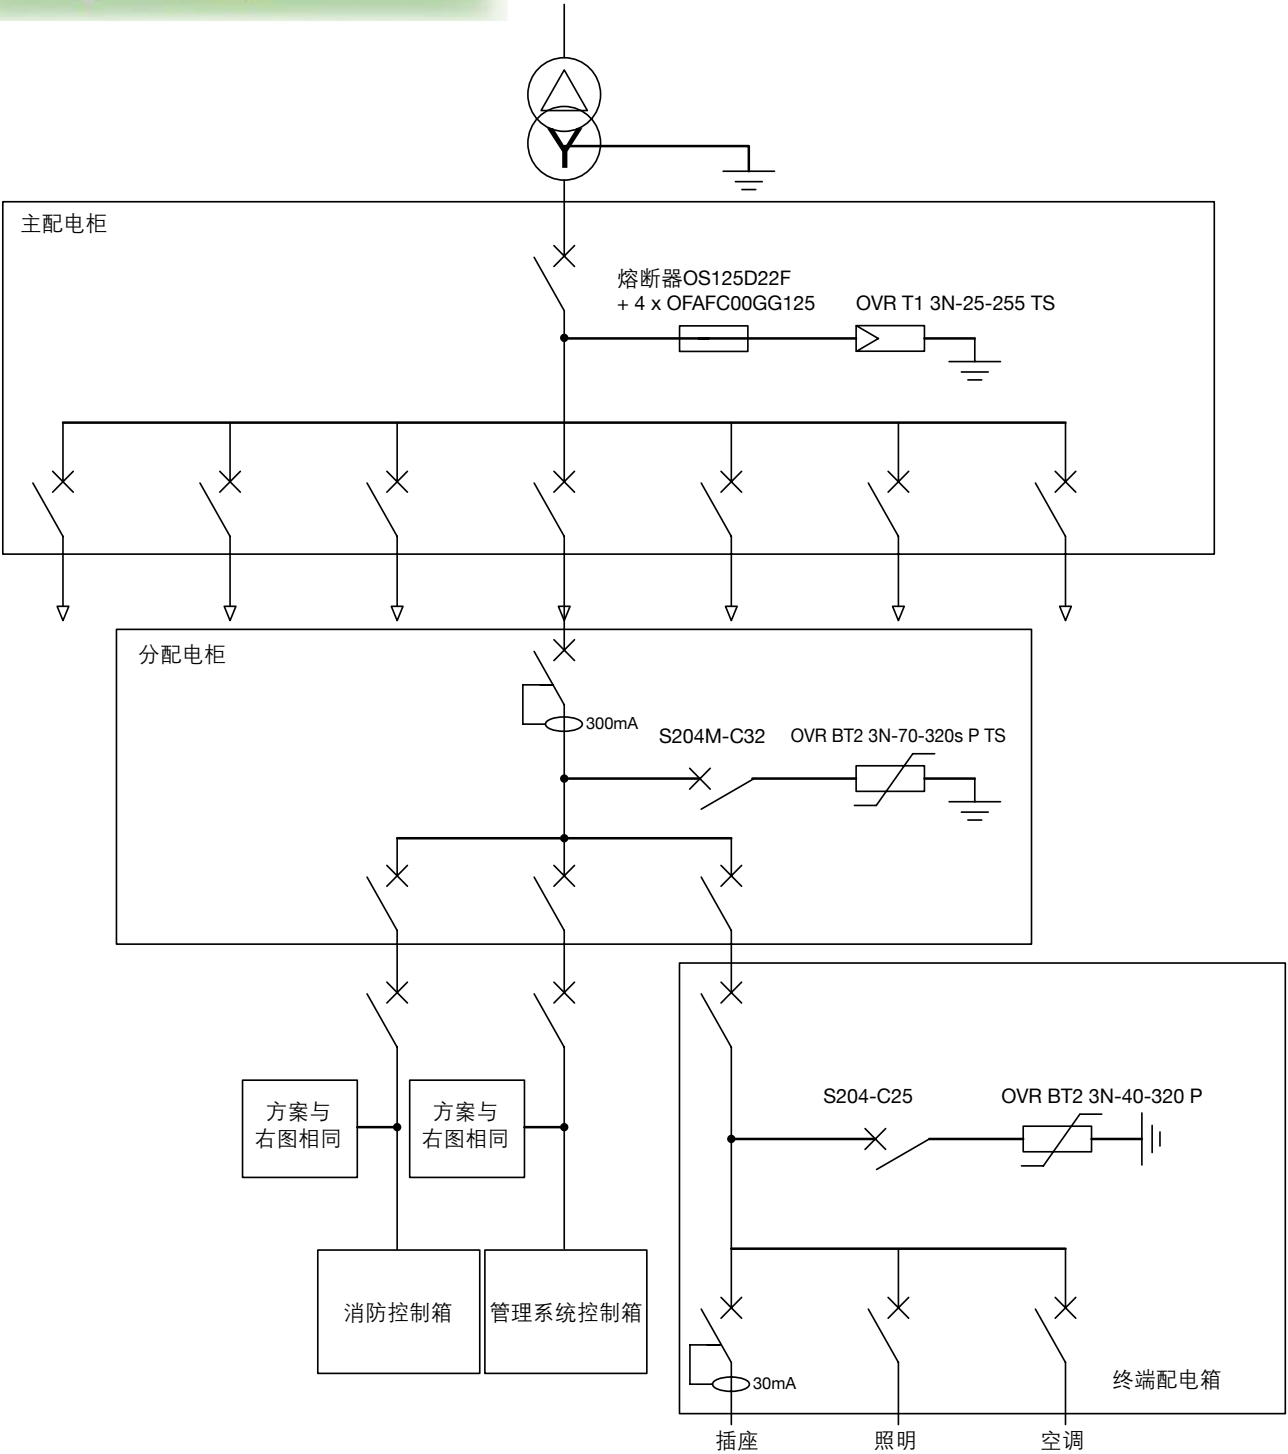 主配电柜
熔断器OS125D22F
+ 4 x OFAFC00GG125
OVR T1 3N-25-255 TS
分配电柜
300mA
S204M-C32
OVR BT2 3N-70-320s P TS
S204-C25
OVR BT2 3N-40-320 P
方案与
右图相同
方案与
右图相同
消防控制箱
管理系统控制箱
30mA
终端配电箱
插座
照明
空调